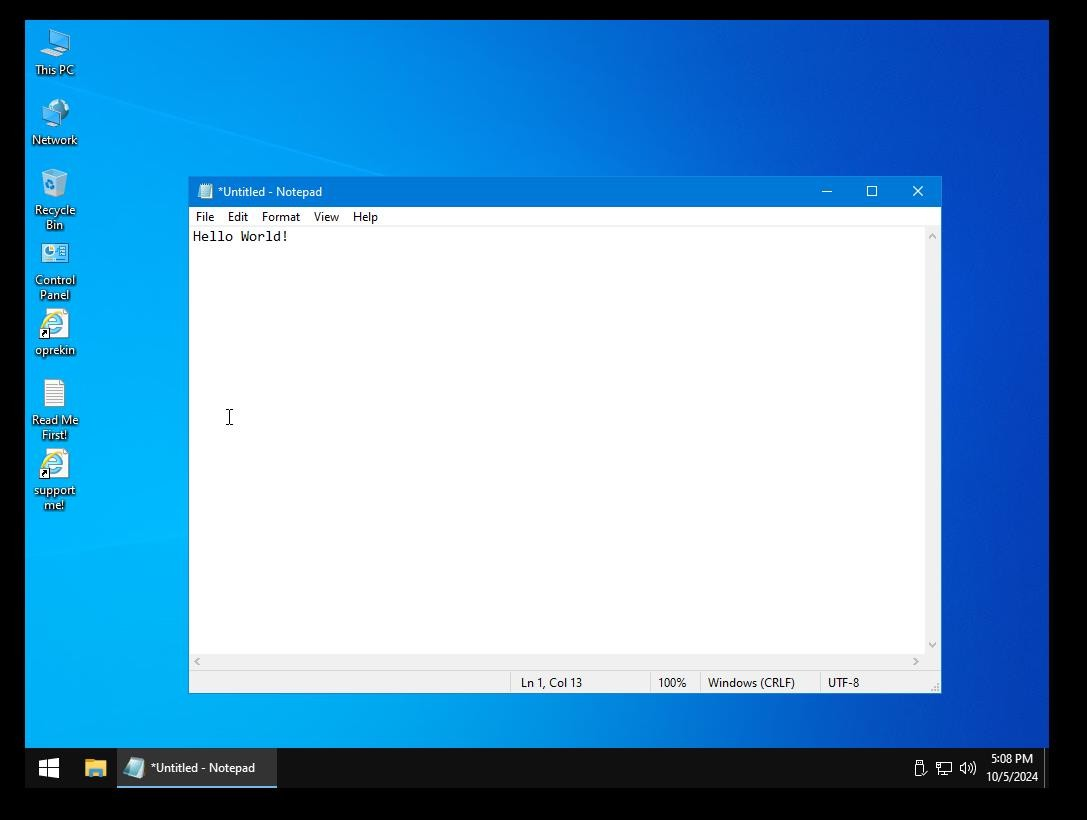 This PC
Network
Recycle
Bin
Control
Panel
oprekin
Read Me
First!
support
me!
*Untitled - Notepad
File Edit Format View Help
Hello World!
Ln 1, Col 13 100% Windows (CRLF) UTF-8
*Untitled - Notepad
5:08 PM
10/5/2024